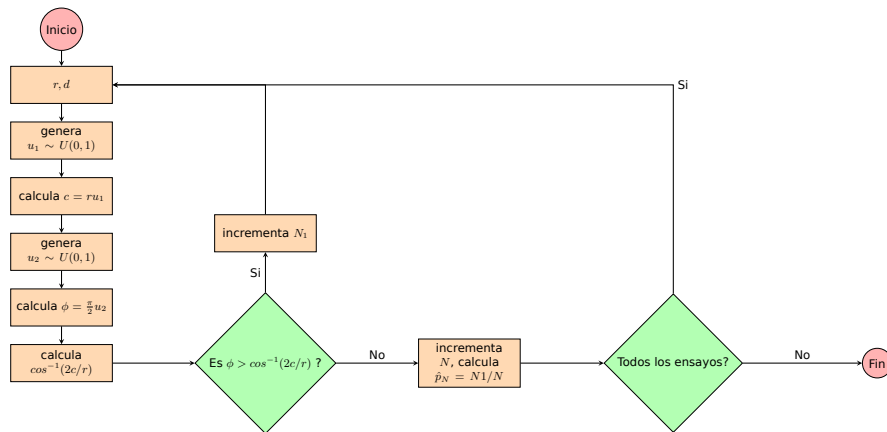 Inicio
r, d
genera
u₁ ∼ U(0, 1)
calcula c = ru₁
genera
u₂ ∼ U(0, 1)
calcula ϕ = π/2 u₂
calcula
cos⁻¹(2c/r)
Es ϕ > cos⁻¹(2c/r) ?
Si
incrementa N₁
No
incrementa
N, calcula
p̂_N = N1/N
Todos los ensayos?
Si
No
Fin